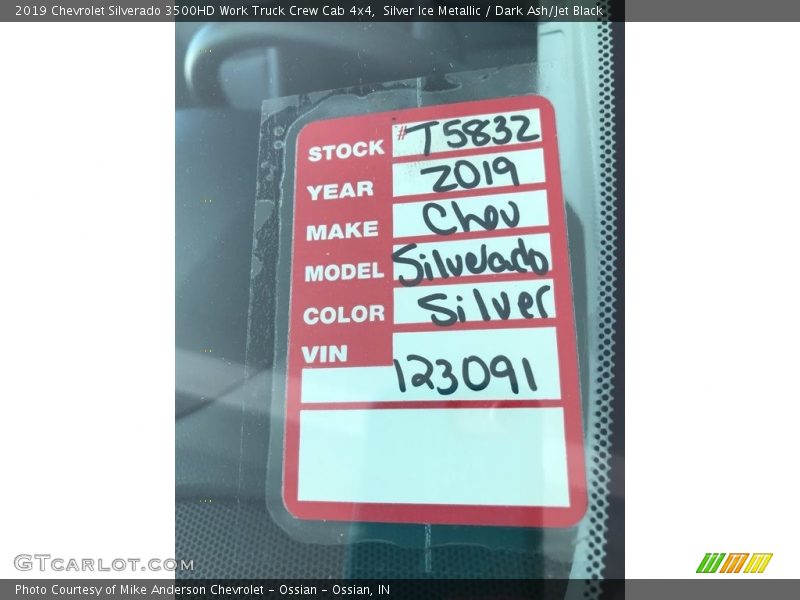 2019 Chevrolet Silverado 3500HD Work Truck Crew Cab 4x4, Silver Ice Metallic / Dark Ash/Jet Black
STOCK #T5832
YEAR 2019
MAKE Chev
MODEL Silverado
COLOR Silver
VIN
123091
GTcarlot.com
Photo Courtesy of Mike Anderson Chevrolet - Ossian - Ossian, IN